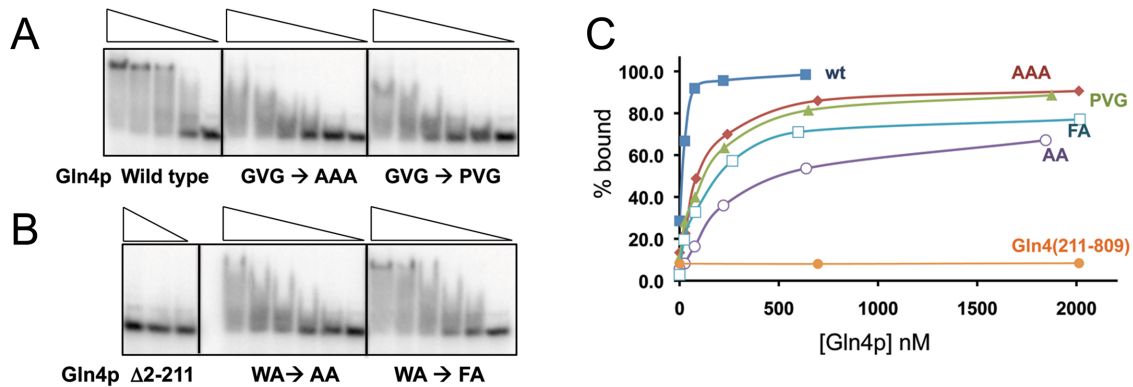 A
Gln4p Wild type GVG → AAA GVG → PVG
B
Gln4p Δ2-211 WA → AA WA → FA
C
% bound
100.0
80.0
60.0
40.0
20.0
0.0
wt
AAA
PVG
FA
AA
Gln4(211-809)
0 500 1000 1500 2000
[Gln4p] nM